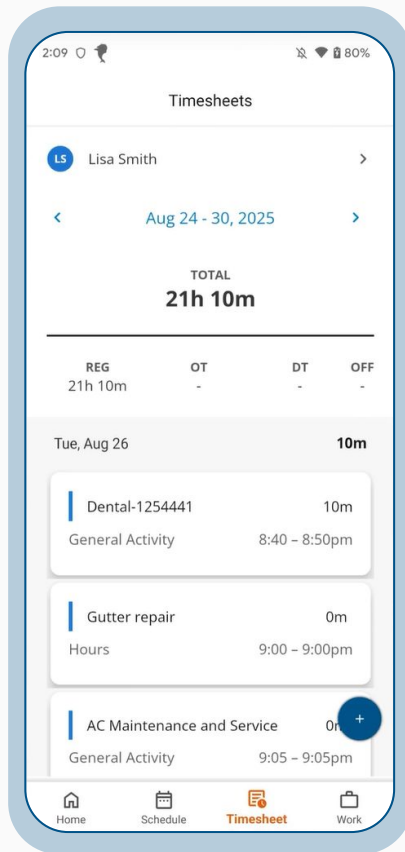 2:09 80%
Timesheets
LS Lisa Smith
Aug 24 - 30, 2025
TOTAL
21h 10m
REG OT DT OFF
21h 10m - - -
Tue, Aug 26 10m
Dental-1254441 10m
General Activity 8:40 – 8:50pm
Gutter repair 0m
Hours 9:00 – 9:00pm
AC Maintenance and Service
General Activity 9:05 – 9:05pm
+
Home Schedule Timesheet Work